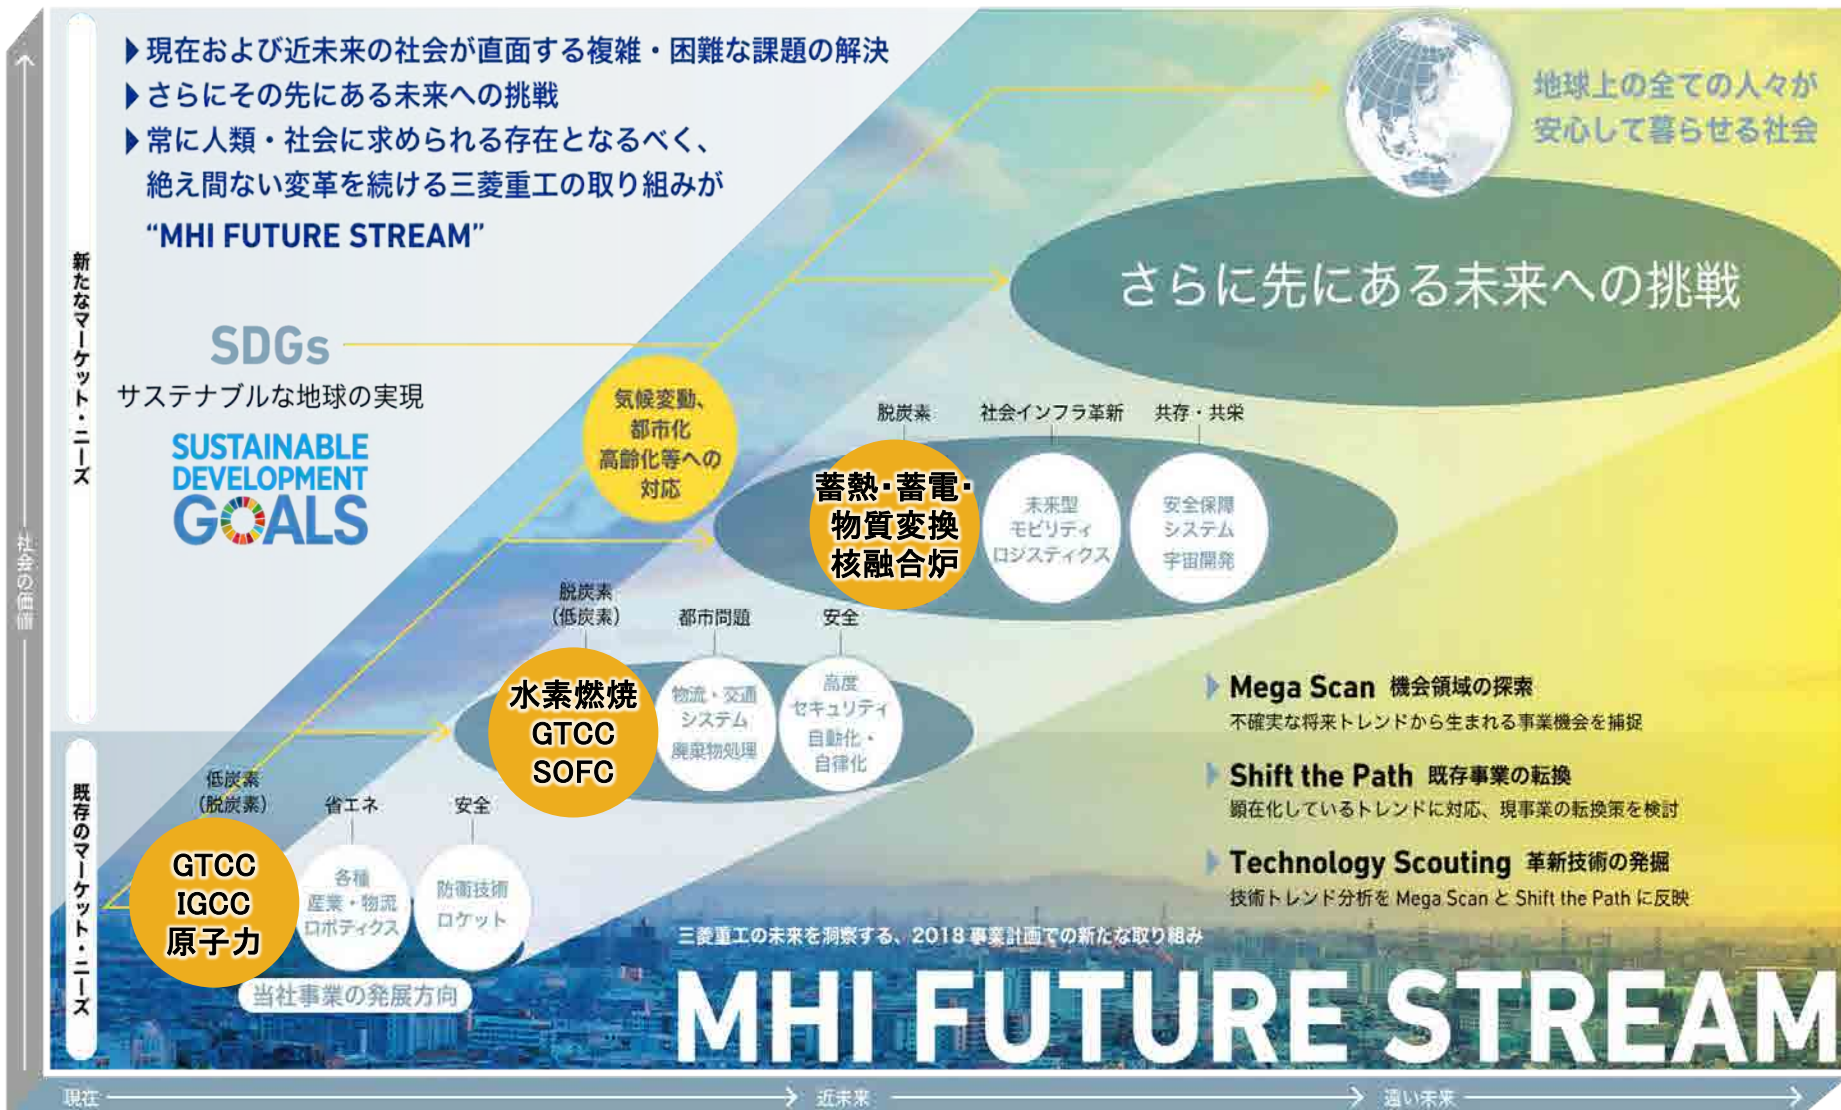 ▶現在および近未来の社会が直面する複雑・困難な課題の解決
▶さらにその先にある未来への挑戦
▶常に人類・社会に求められる存在となるべく、
絶え間ない変革を続ける三菱重工の取り組みが
“MHI FUTURE STREAM”
地球上の全ての人々が
安心して暮らせる社会
さらに先にある未来への挑戦
社会の価値
新たなマーケット・ニーズ
既存のマーケット・ニーズ
SDGs
サステナブルな地球の実現
SUSTAINABLE
DEVELOPMENT
GOALS
気候変動、
都市化
高齢化等への
対応
脱炭素
社会インフラ革新
共存・共栄
蓄熱・蓄電・
物質変換
核融合炉
未来型
モビリティ
ロジスティクス
安全保障
システム
宇宙開発
脱炭素
（低炭素）
都市問題
安全
水素燃焼
GTCC
SOFC
物流・交通
システム
廃棄物処理
高度
セキュリティ
自動化・
自律化
低炭素
（脱炭素）
省エネ
安全
GTCC
IGCC
原子力
各種
産業・物流
ロボティクス
防衛技術
ロケット
当社事業の発展方向
Mega Scan 機会領域の探索
不確実な将来トレンドから生まれる事業機会を捕捉
Shift the Path 既存事業の転換
顕在化しているトレンドに対応、現事業の転換策を検討
Technology Scouting 革新技術の発掘
技術トレンド分析を Mega Scan と Shift the Path に反映
三菱重工の未来を洞察する、2018 事業計画での新たな取り組み
MHI FUTURE STREAM
現在
近未来
遠い未来